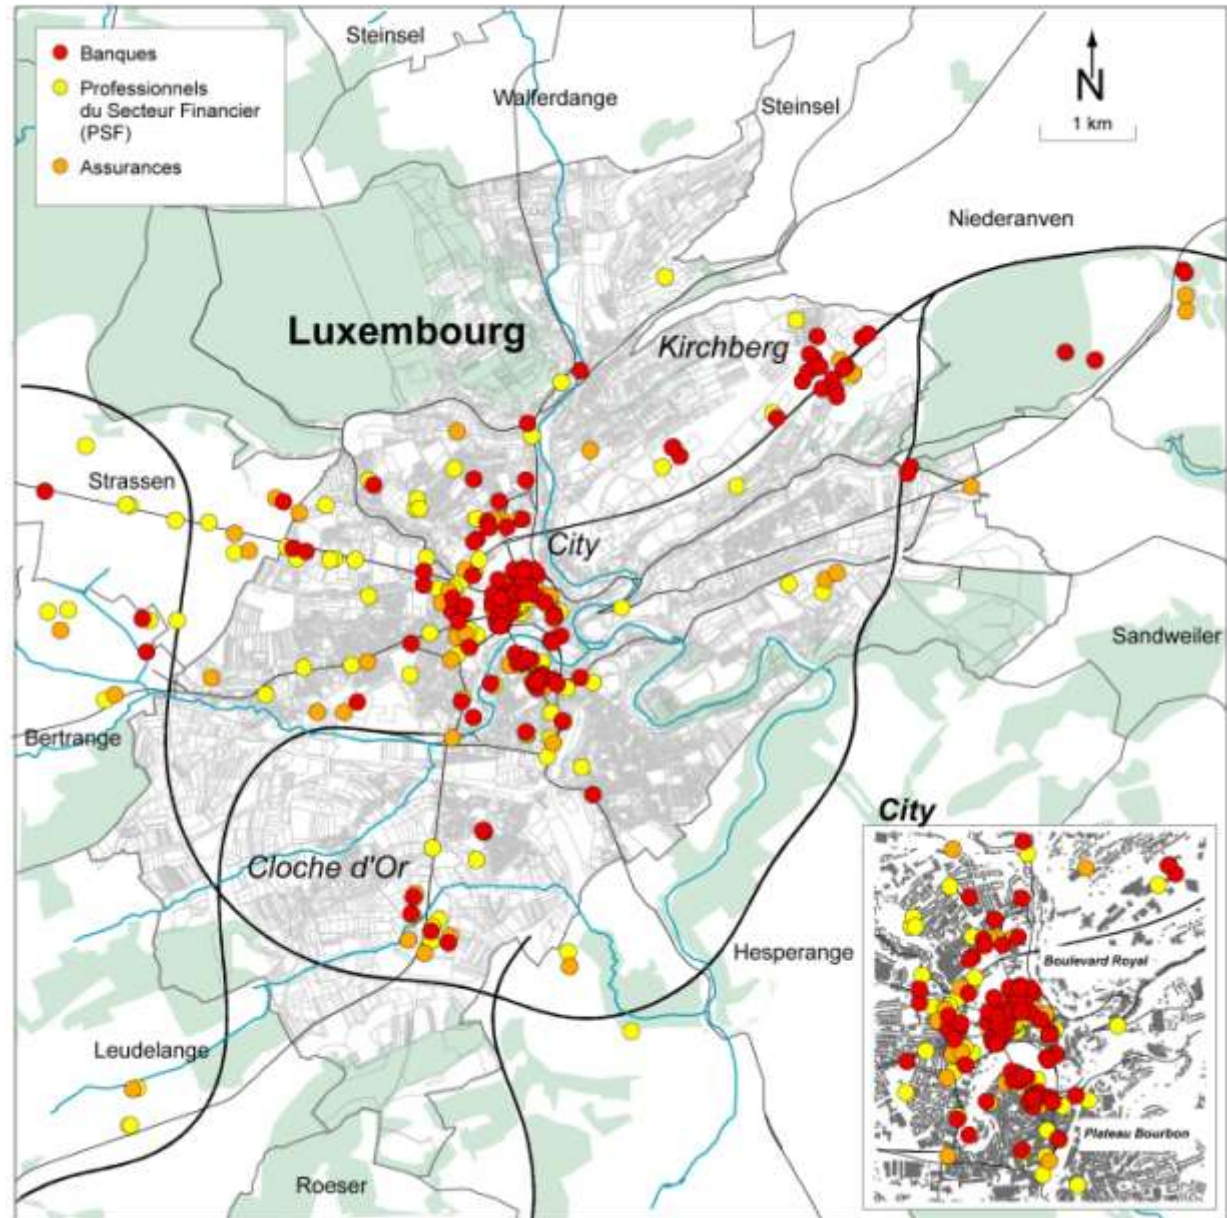 Banques
Professionnels
du Secteur Financier
(PSF)
Assurances
Steinsel
Walferdange
Steinsel
N
1 km
Niederanven
Luxembourg
Kirchberg
Strassen
City
Sandweiler
Bertrange
City
Cloche d'Or
Hesperange
Boulevard Royal
Leudelange
Plateau Bourbon
Roeser